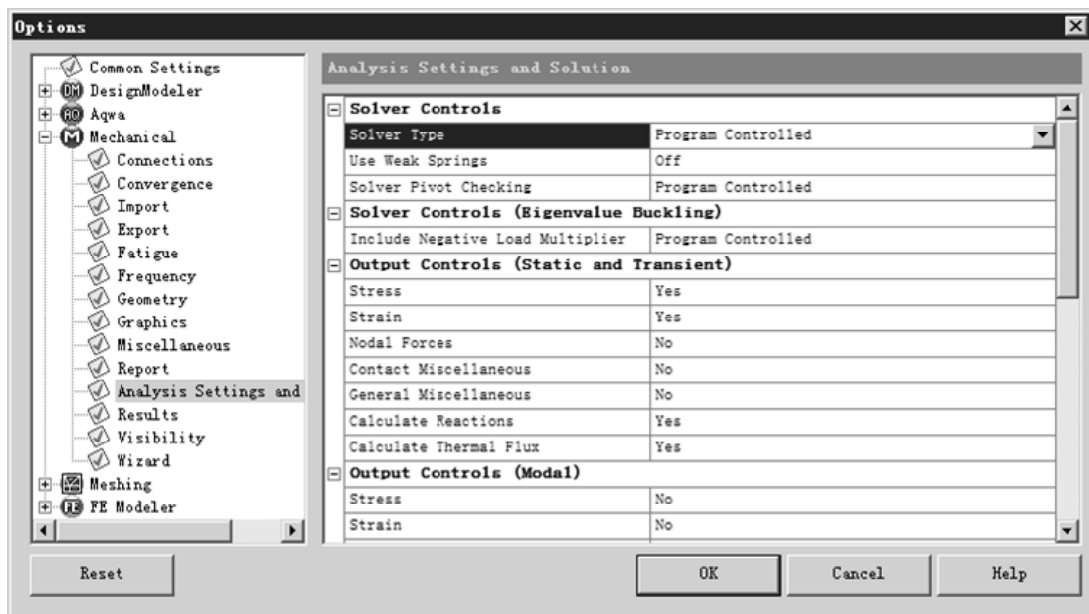 Options
Common Settings
DM DesignModeler
AQ Aqwa
M Mechanical
Connections
Convergence
Import
Export
Fatigue
Frequency
Geometry
Graphics
Miscellaneous
Report
Analysis Settings and
Results
Visibility
Wizard
Meshing
FE FE Modeler
Analysis Settings and Solution
Solver Controls
Solver Type Program Controlled
Use Weak Springs Off
Solver Pivot Checking Program Controlled
Solver Controls (Eigenvalue Buckling)
Include Negative Load Multiplier Program Controlled
Output Controls (Static and Transient)
Stress Yes
Strain Yes
Nodal Forces No
Contact Miscellaneous No
General Miscellaneous No
Calculate Reactions Yes
Calculate Thermal Flux Yes
Output Controls (Modal)
Stress No
Strain No
Reset OK Cancel Help